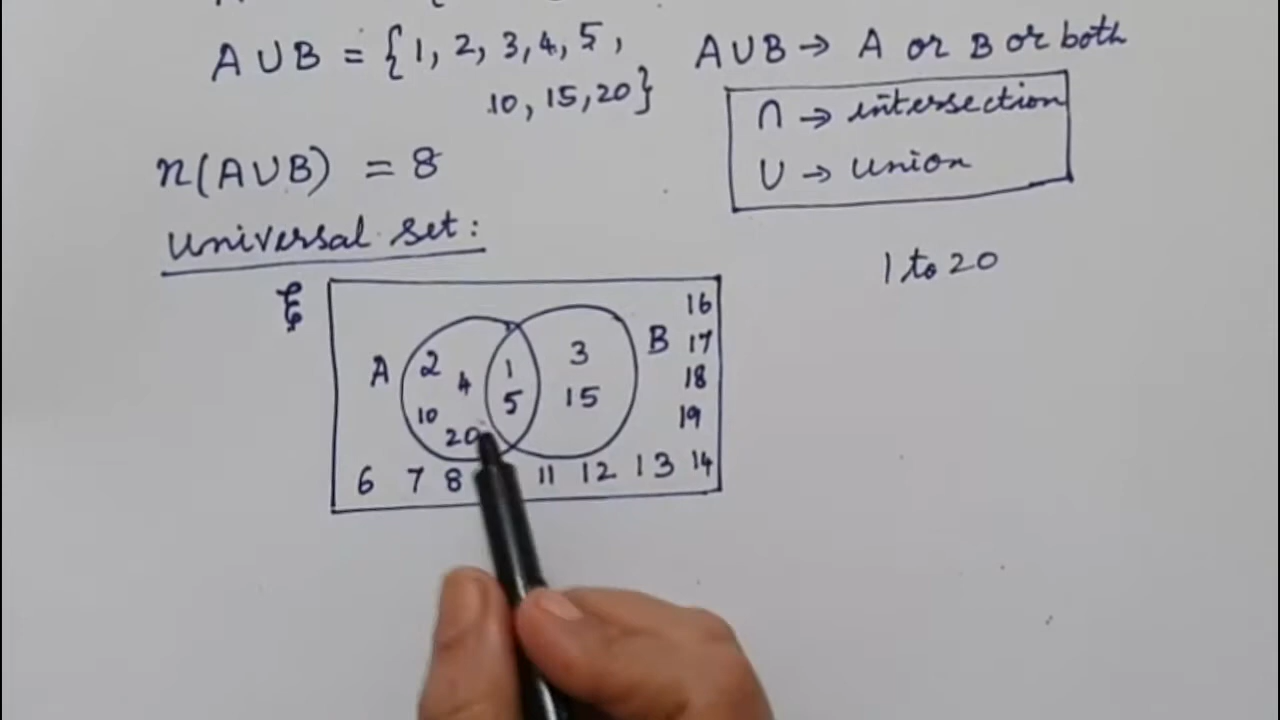 A U B = {1, 2, 3, 4, 5,
10, 15, 20}
A U B → A or B or both
∩ → intersection
U → union
n(A U B) = 8
Universal set:
1 to 20
ξ
16
A 2 4 1 3 B 17
5 15 18
10 19
20
6 7 8 11 12 13 14